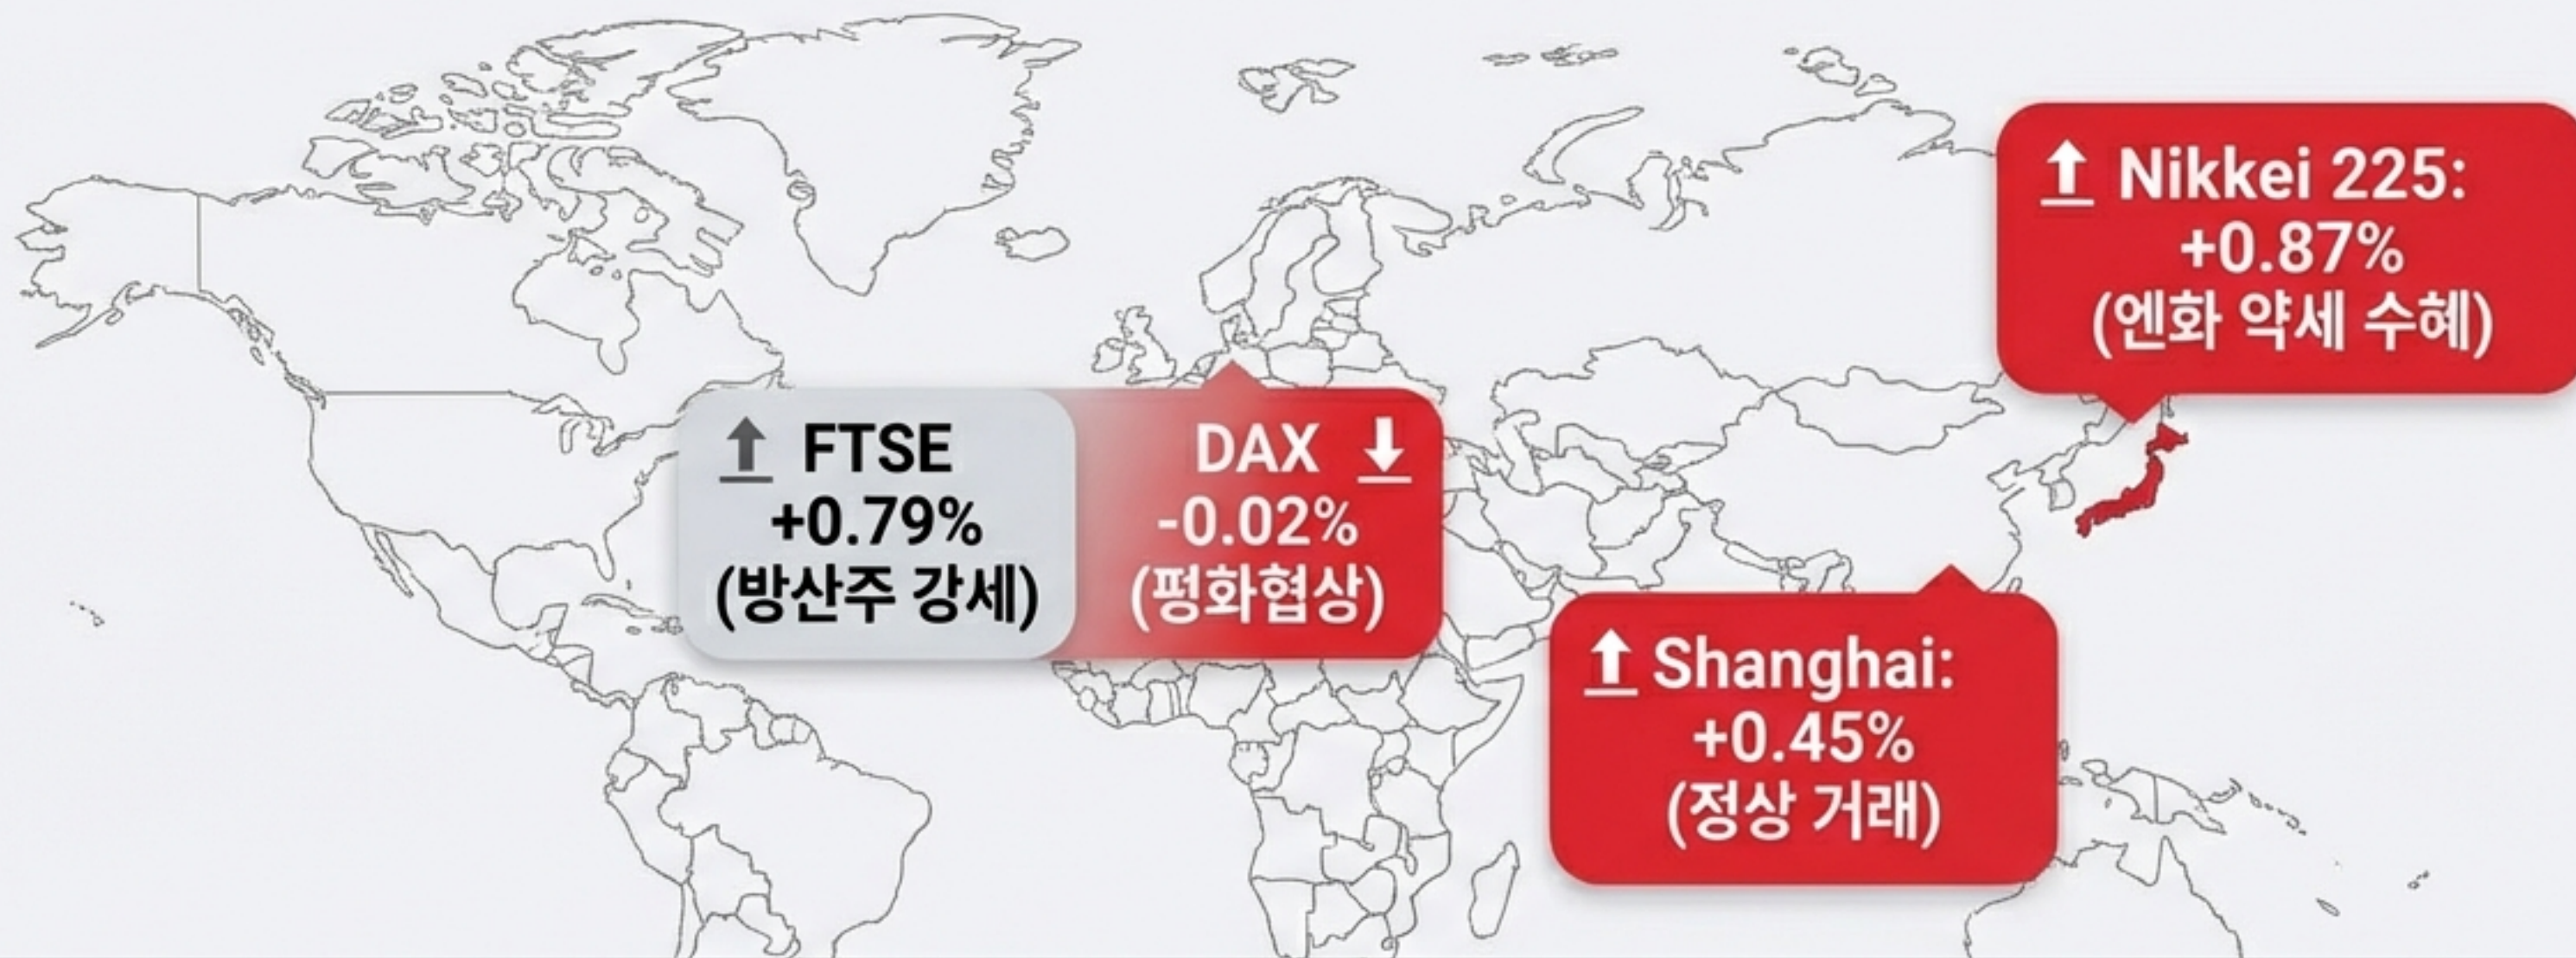 Nikkei 225:
+0.87%
(엔화 약세 수혜)
FTSE
+0.79%
(방산주 강세)
DAX
-0.02%
(평화협상)
Shanghai:
+0.45%
(정상 거래)